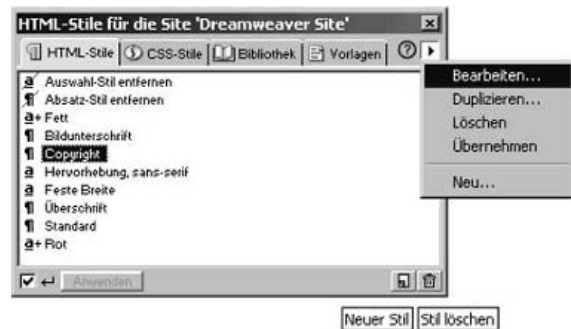 HTML-Stile für die Site 'Dreamweaver Site'
HTML-Stile CSS-Stile Bibliothek Vorlagen
Auswahl-Stil entfernen
Absatz-Stil entfernen
a+ Fett
Bildunterschrift
Copyright
a Hervorhebung, sans-serif
a Feste Breite
Überschrift
Standard
a+ Rot
Anwenden
Bearbeiten...
Duplizieren...
Löschen
Übernehmen
Neu...
Neuer Stil Stil löschen